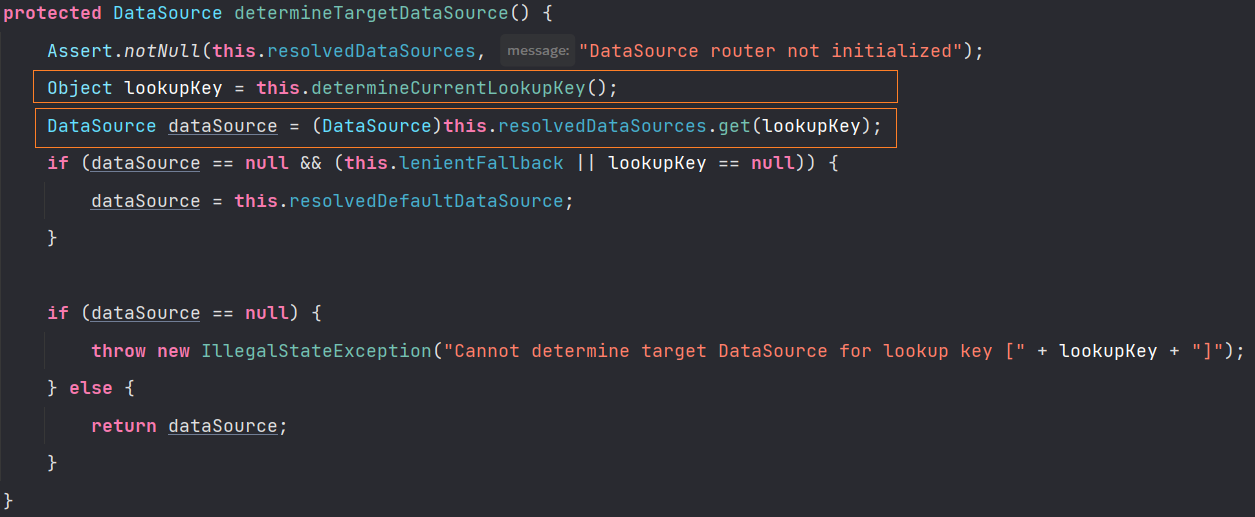 protected DataSource determineTargetDataSource() {
Assert.notNull(this.resolvedDataSources, message: "DataSource router not initialized");
Object lookupKey = this.determineCurrentLookupKey();
DataSource dataSource = (DataSource)this.resolvedDataSources.get(lookupKey);
if (dataSource == null && (this.lenientFallback || lookupKey == null)) {
dataSource = this.resolvedDefaultDataSource;
}
if (dataSource == null) {
throw new IllegalStateException("Cannot determine target DataSource for lookup key [" + lookupKey + "]");
} else {
return dataSource;
}
}